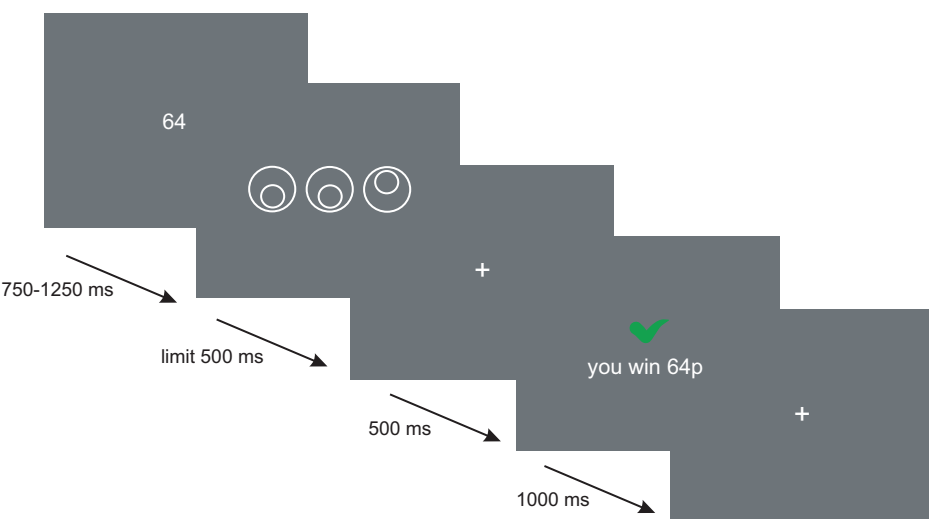 64
750-1250 ms
limit 500 ms
+
500 ms
you win 64p
+
1000 ms